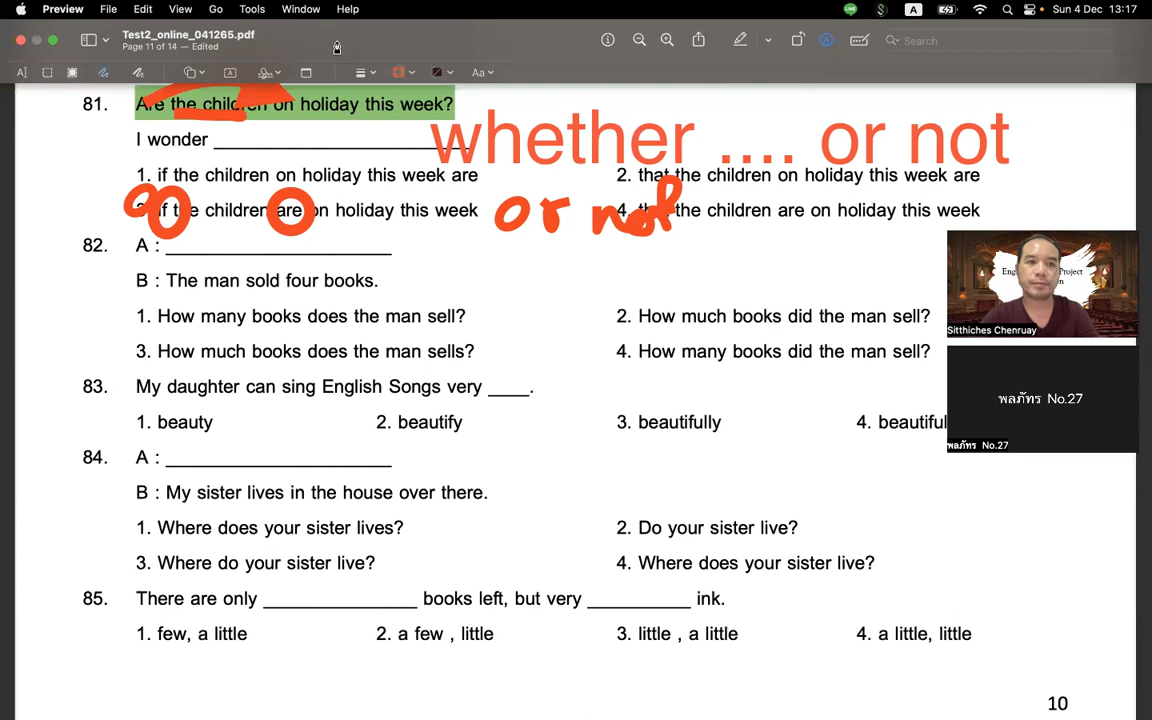 Preview File Edit View Go Tools Window Help A Sun 4 Dec 13:17
Test2_online_041265.pdf
Page 11 of 14 — Edited
Search
81. Are the children on holiday this week?
whether .... or not
I wonder
1. if the children on holiday this week are 2. that the children on holiday this week are
3. if the children are on holiday this week or not 4. that the children are on holiday this week
82. A :
B : The man sold four books.
1. How many books does the man sell? 2. How much books did the man sell?
3. How much books does the man sells? 4. How many books did the man sell?
83. My daughter can sing English Songs very ____.
1. beauty 2. beautify 3. beautifully 4. beautiful
84. A :
B : My sister lives in the house over there.
1. Where does your sister lives? 2. Do your sister live?
3. Where do your sister live? 4. Where does your sister live?
85. There are only ______________ books left, but very __________ ink.
1. few, a little 2. a few , little 3. little , a little 4. a little, little
10
Sitthiches Chenruay
พลภัทร No.27
พลภัทร No.27